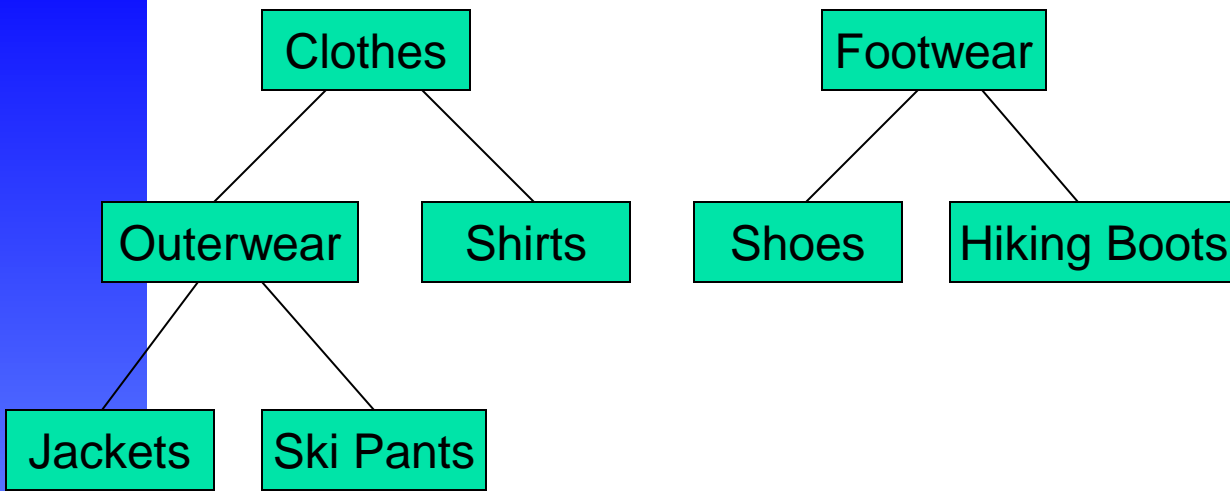 Clothes
Footwear
Outerwear
Shirts
Shoes
Hiking Boots
Jackets
Ski Pants